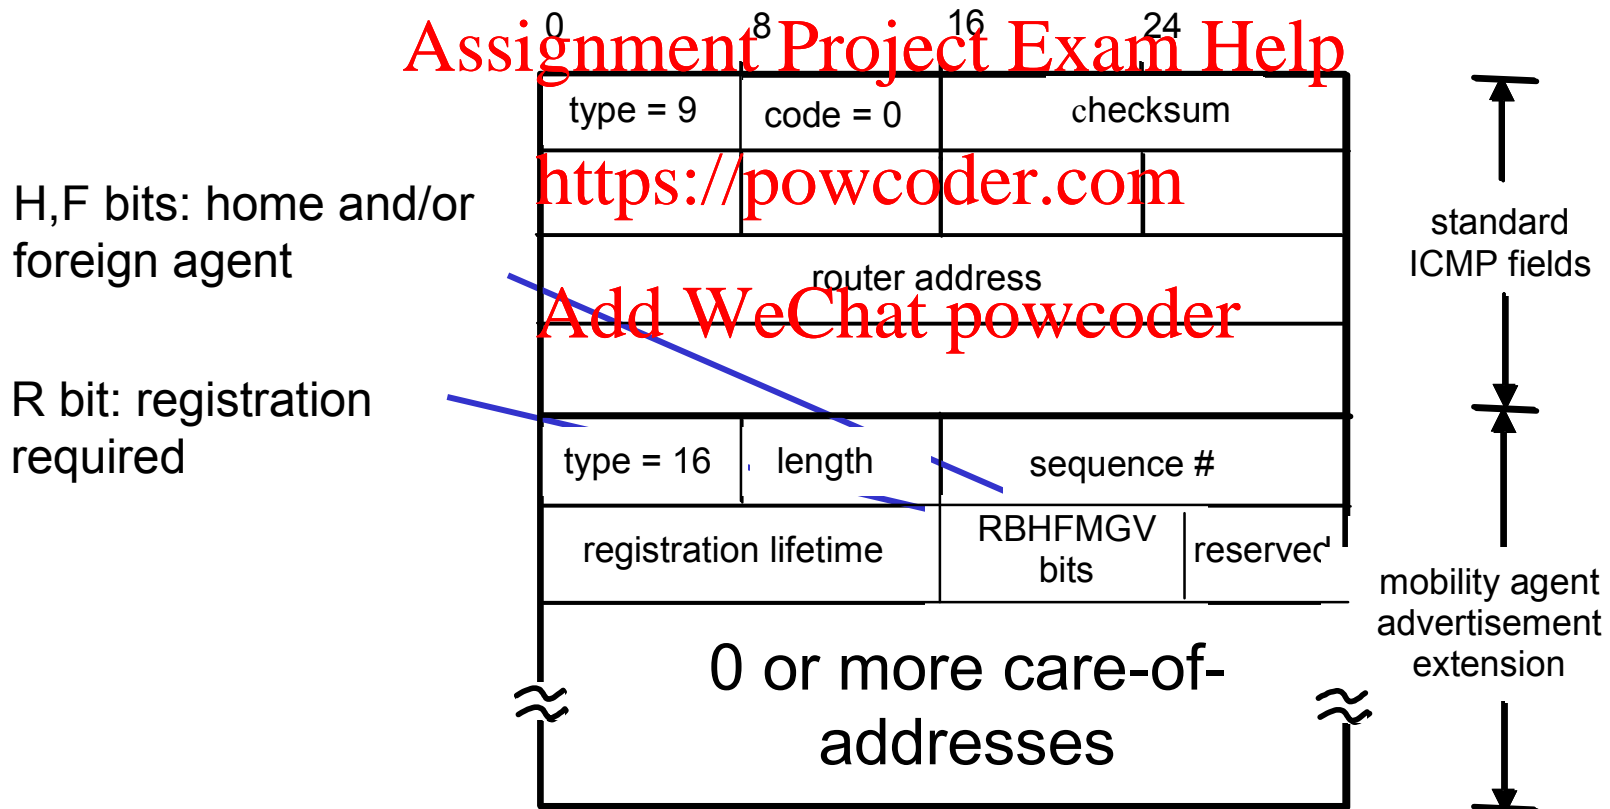 0 8 16 24
Assignment Project Exam Help
type = 9 code = 0 checksum
https://powcoder.com
H,F bits: home and/or
foreign agent
standard
ICMP fields
router address
Add WeChat powcoder
R bit: registration
required
type = 16 length sequence #
registration lifetime
RBHFMGV
bits
reserved
mobility agent
advertisement
extension
0 or more care-of-
addresses